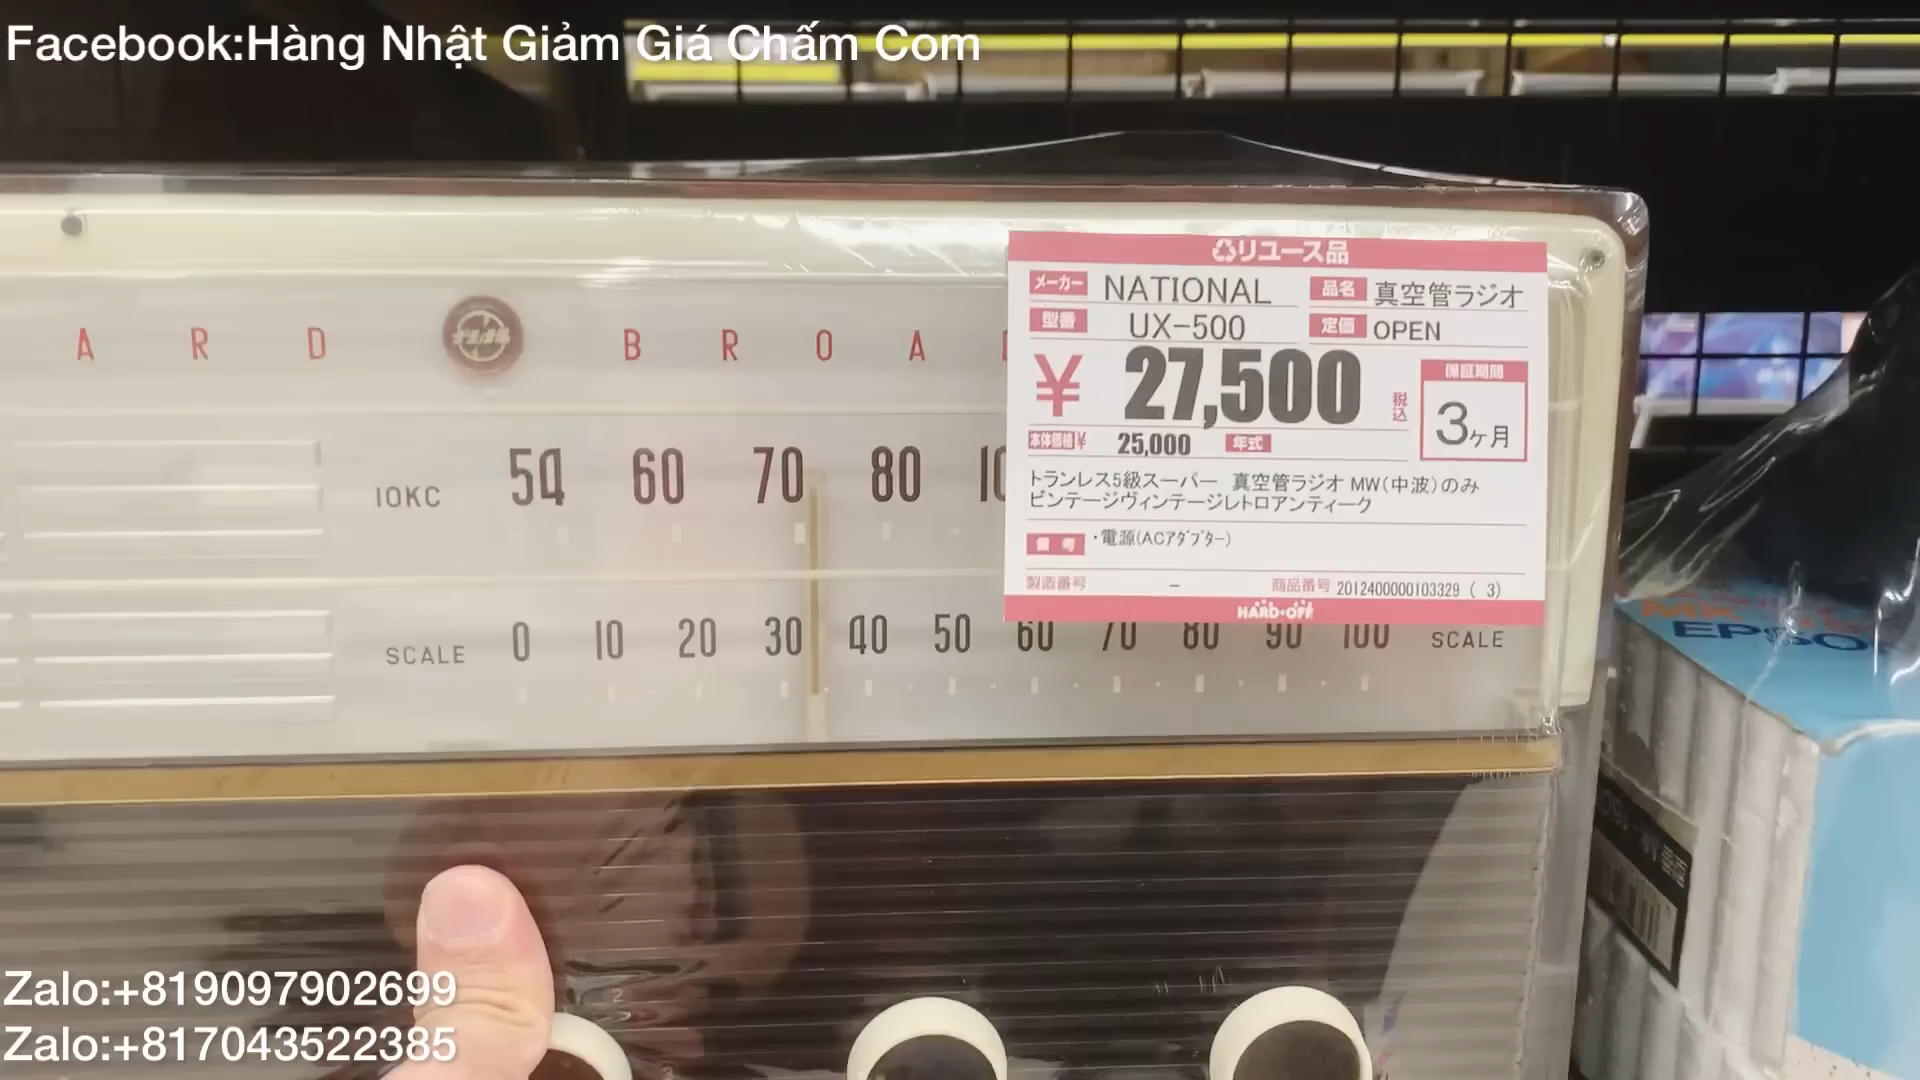 Facebook:Hàng Nhật Giảm Giá Chấm Com
リユース品
メーカー NATIONAL 品名 真空管ラジオ
型番 UX-500 定価 OPEN
¥ 27,500 税込
保証期間
3ヶ月
本体価格¥ 25,000 年式
トランレス5級スーパー 真空管ラジオ MW(中波)のみ
ビンテージヴィンテージレトロアンティーク
備考 ・電源(ACアダプター)
製造番号 - 商品番号 2012400000103329 ( 3)
HARD・OFF
A R D ナショナル B R O A
10KC 54 60 70 80 10
SCALE 0 10 20 30 40 50 60 70 80 90 100 SCALE
EPSO
2
Zalo:+819097902699
Zalo:+817043522385